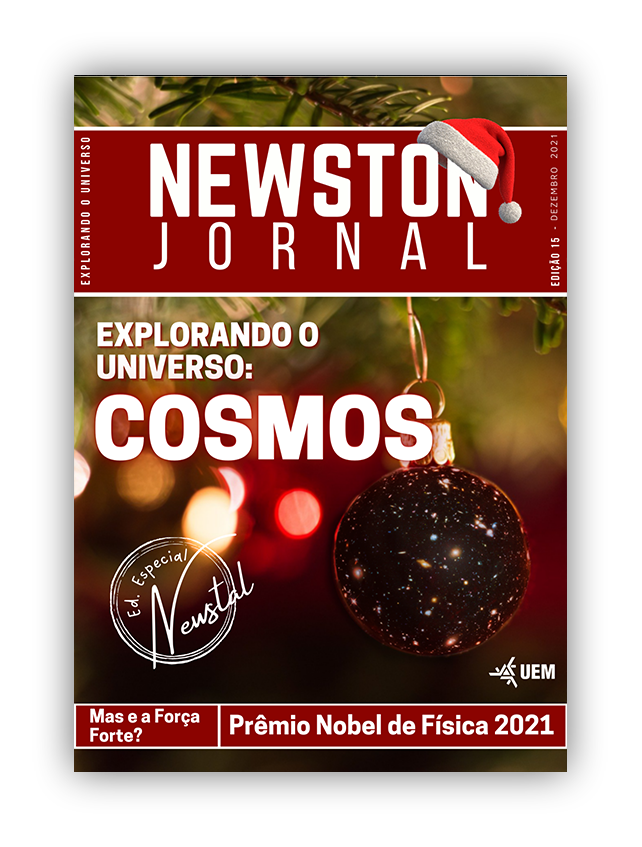 EXPLORANDO O UNIVERSO
NEWSTON
JORNAL
EDIÇÃO 15 - DEZEMBRO 2021
EXPLORANDO O
UNIVERSO:
COSMOS
Ed. Especial
Newstal
UEM
Mas e a Força
Forte?
Prêmio Nobel de Física 2021